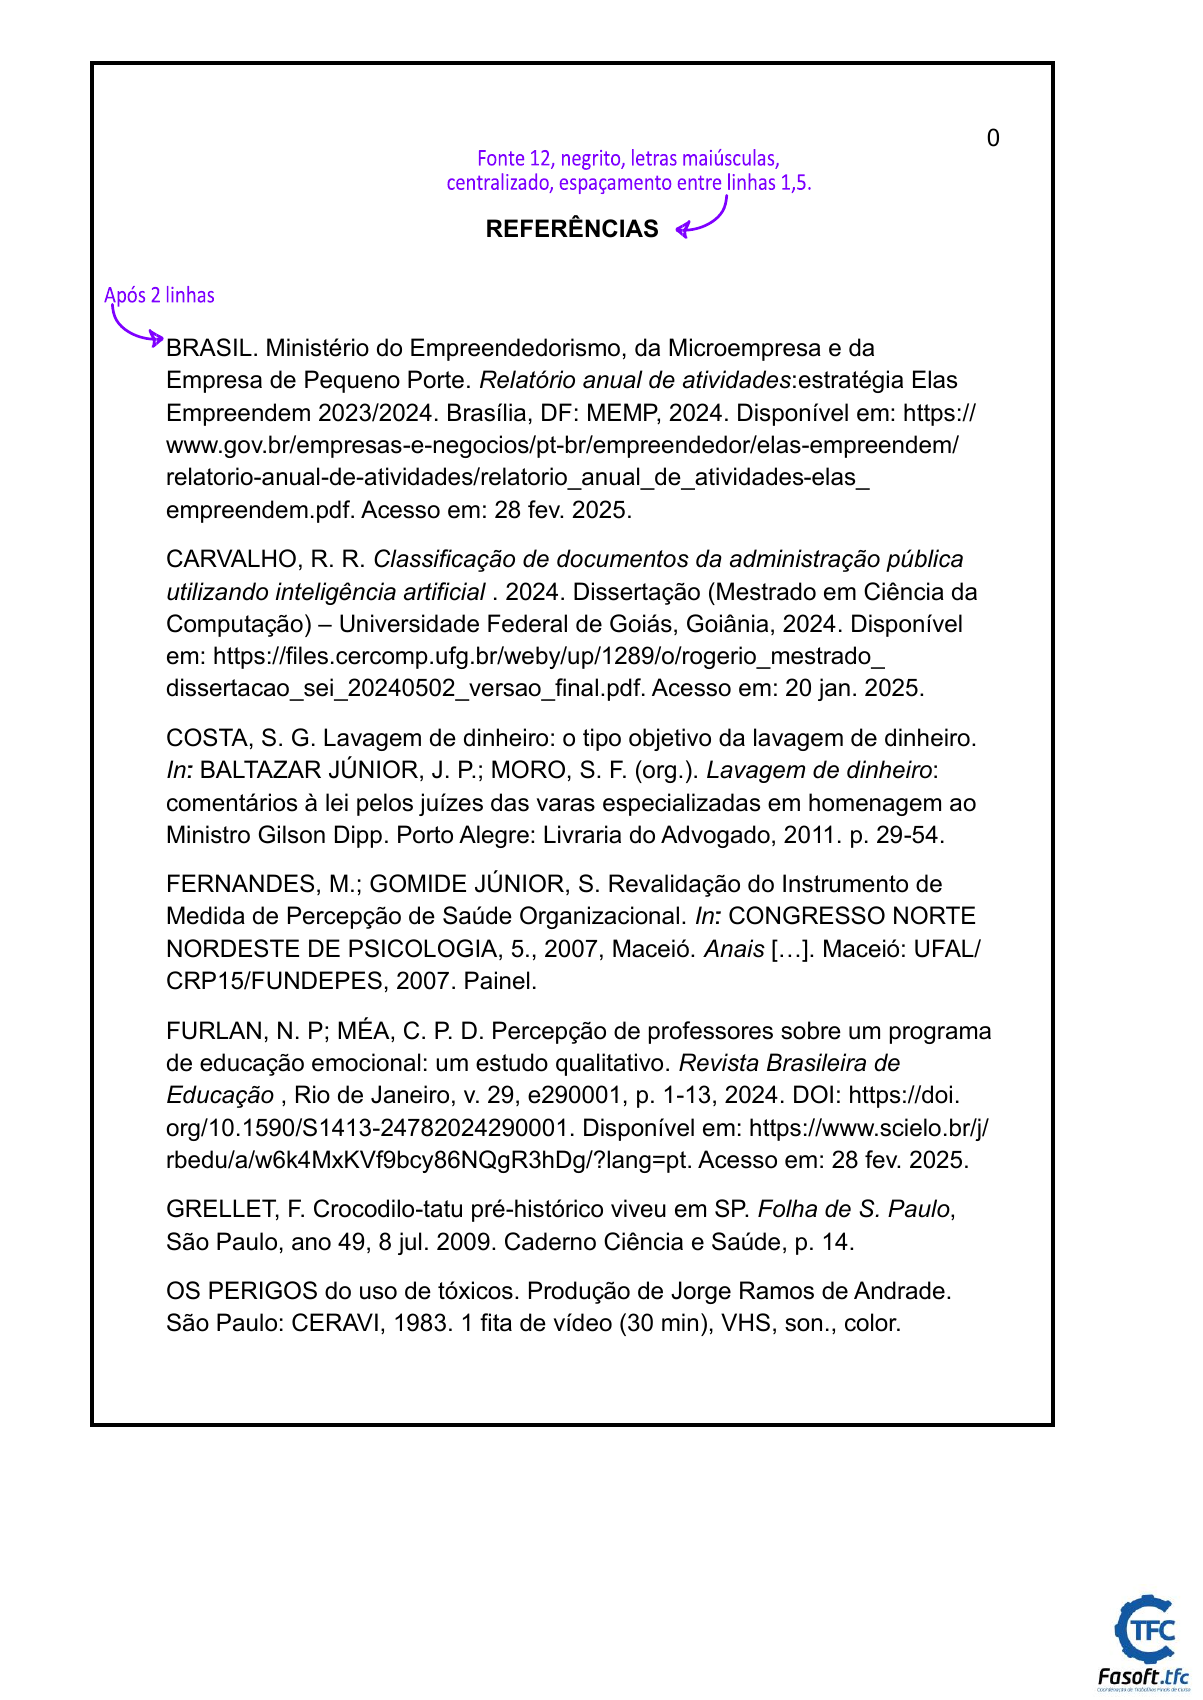 0
Fonte 12, negrito, letras maiúsculas,
centralizado, espaçamento entre linhas 1,5.
REFERÊNCIAS
Após 2 linhas
BRASIL. Ministério do Empreendedorismo, da Microempresa e da
Empresa de Pequeno Porte. Relatório anual de atividades:estratégia Elas
Empreendem 2023/2024. Brasília, DF: MEMP, 2024. Disponível em: https://
www.gov.br/empresas-e-negocios/pt-br/empreendedor/elas-empreendem/
relatorio-anual-de-atividades/relatorio_anual_de_atividades-elas_
empreendem.pdf. Acesso em: 28 fev. 2025.
CARVALHO, R. R. Classificação de documentos da administração pública
utilizando inteligência artificial . 2024. Dissertação (Mestrado em Ciência da
Computação) – Universidade Federal de Goiás, Goiânia, 2024. Disponível
em: https://files.cercomp.ufg.br/weby/up/1289/o/rogerio_mestrado_
dissertacao_sei_20240502_versao_final.pdf. Acesso em: 20 jan. 2025.
COSTA, S. G. Lavagem de dinheiro: o tipo objetivo da lavagem de dinheiro.
In: BALTAZAR JÚNIOR, J. P.; MORO, S. F. (org.). Lavagem de dinheiro:
comentários à lei pelos juízes das varas especializadas em homenagem ao
Ministro Gilson Dipp. Porto Alegre: Livraria do Advogado, 2011. p. 29-54.
FERNANDES, M.; GOMIDE JÚNIOR, S. Revalidação do Instrumento de
Medida de Percepção de Saúde Organizacional. In: CONGRESSO NORTE
NORDESTE DE PSICOLOGIA, 5., 2007, Maceió. Anais […]. Maceió: UFAL/
CRP15/FUNDEPES, 2007. Painel.
FURLAN, N. P; MÉA, C. P. D. Percepção de professores sobre um programa
de educação emocional: um estudo qualitativo. Revista Brasileira de
Educação , Rio de Janeiro, v. 29, e290001, p. 1-13, 2024. DOI: https://doi.
org/10.1590/S1413-24782024290001. Disponível em: https://www.scielo.br/j/
rbedu/a/w6k4MxKVf9bcy86NQgR3hDg/?lang=pt. Acesso em: 28 fev. 2025.
GRELLET, F. Crocodilo-tatu pré-histórico viveu em SP. Folha de S. Paulo,
São Paulo, ano 49, 8 jul. 2009. Caderno Ciência e Saúde, p. 14.
OS PERIGOS do uso de tóxicos. Produção de Jorge Ramos de Andrade.
São Paulo: CERAVI, 1983. 1 fita de vídeo (30 min), VHS, son., color.
TFC
Fasoft.tfc